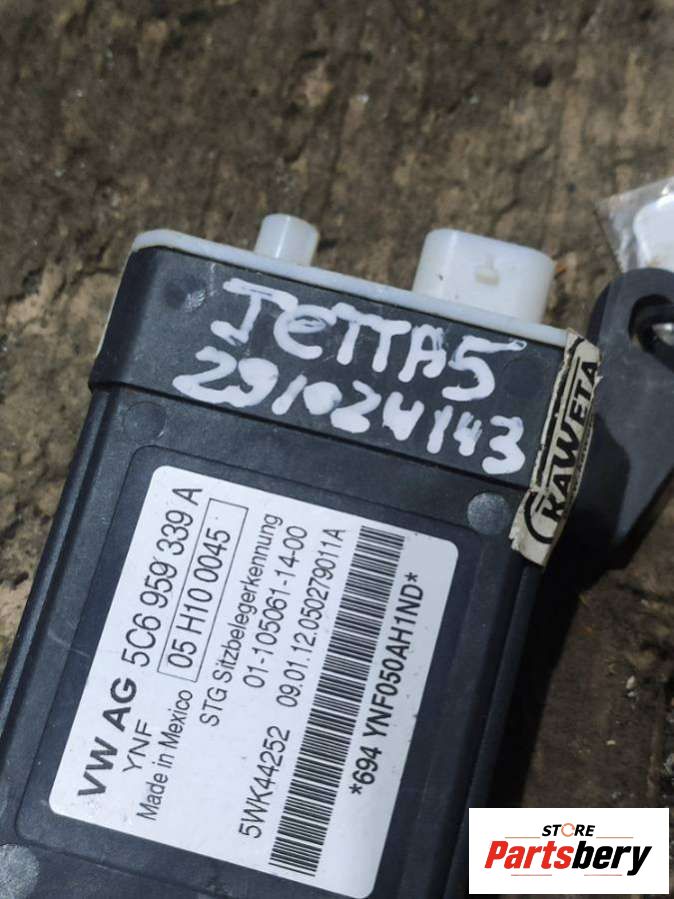 JETTA5
291024143
KAWETA
VW AG 5C6 959 339 A
YNF
Made in Mexico 05 H10 0045
STG Sitzbelegerkennung
01-105061-14-00
5WK44252 09.01.12.050279011A
*694 YNF050AH1ND*
STORE
Partsbery